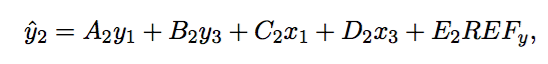 ŷ₂ = A₂y₁ + B₂y₃ + C₂x₁ + D₂x₃ + E₂REF_y,